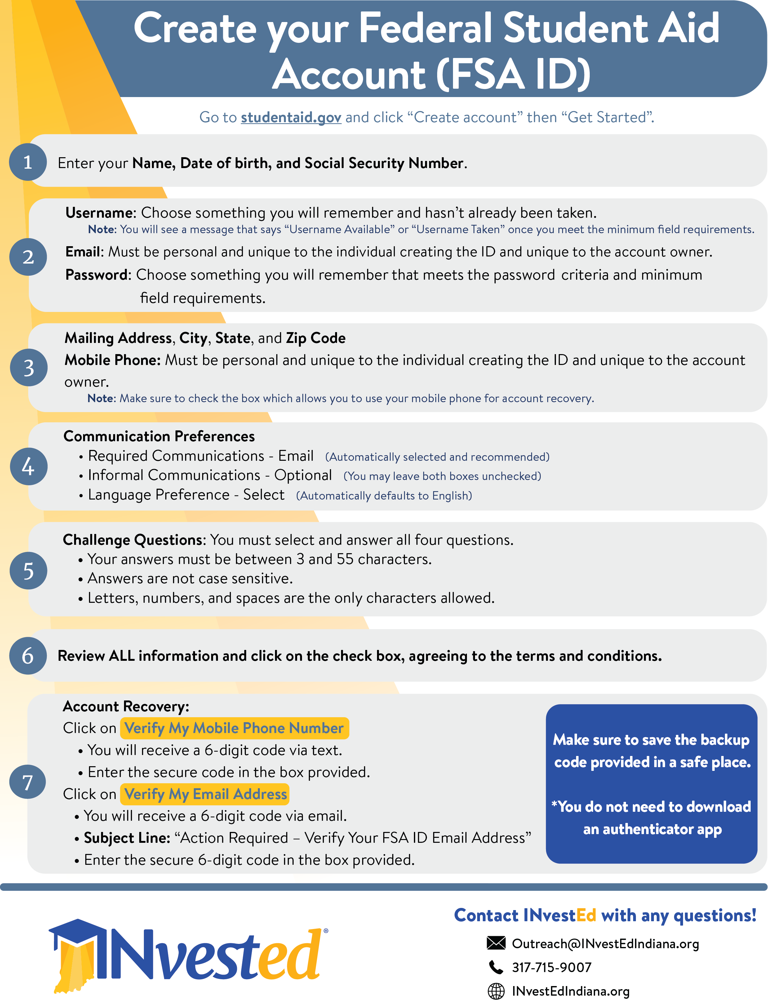 Create your Federal Student Aid
Account (FSA ID)
Go to studentaid.gov and click “Create account” then “Get Started”.
1
Enter your Name, Date of birth, and Social Security Number.
2
Username: Choose something you will remember and hasn’t already been taken.
Note: You will see a message that says “Username Available” or “Username Taken” once you meet the minimum field requirements.
Email: Must be personal and unique to the individual creating the ID and unique to the account owner.
Password: Choose something you will remember that meets the password criteria and minimum
field requirements.
3
Mailing Address, City, State, and Zip Code
Mobile Phone: Must be personal and unique to the individual creating the ID and unique to the account
owner.
Note: Make sure to check the box which allows you to use your mobile phone for account recovery.
4
Communication Preferences
• Required Communications - Email (Automatically selected and recommended)
• Informal Communications - Optional (You may leave both boxes unchecked)
• Language Preference - Select (Automatically defaults to English)
5
Challenge Questions: You must select and answer all four questions.
• Your answers must be between 3 and 55 characters.
• Answers are not case sensitive.
• Letters, numbers, and spaces are the only characters allowed.
6
Review ALL information and click on the check box, agreeing to the terms and conditions.
7
Account Recovery:
Click on Verify My Mobile Phone Number
• You will receive a 6-digit code via text.
• Enter the secure code in the box provided.
Click on Verify My Email Address
• You will receive a 6-digit code via email.
• Subject Line: “Action Required – Verify Your FSA ID Email Address”
• Enter the secure 6-digit code in the box provided.
Make sure to save the backup
code provided in a safe place.
*You do not need to download
an authenticator app
INvested®
Contact INvestEd with any questions!
Outreach@INvestEdIndiana.org
317-715-9007
INvestEdIndiana.org